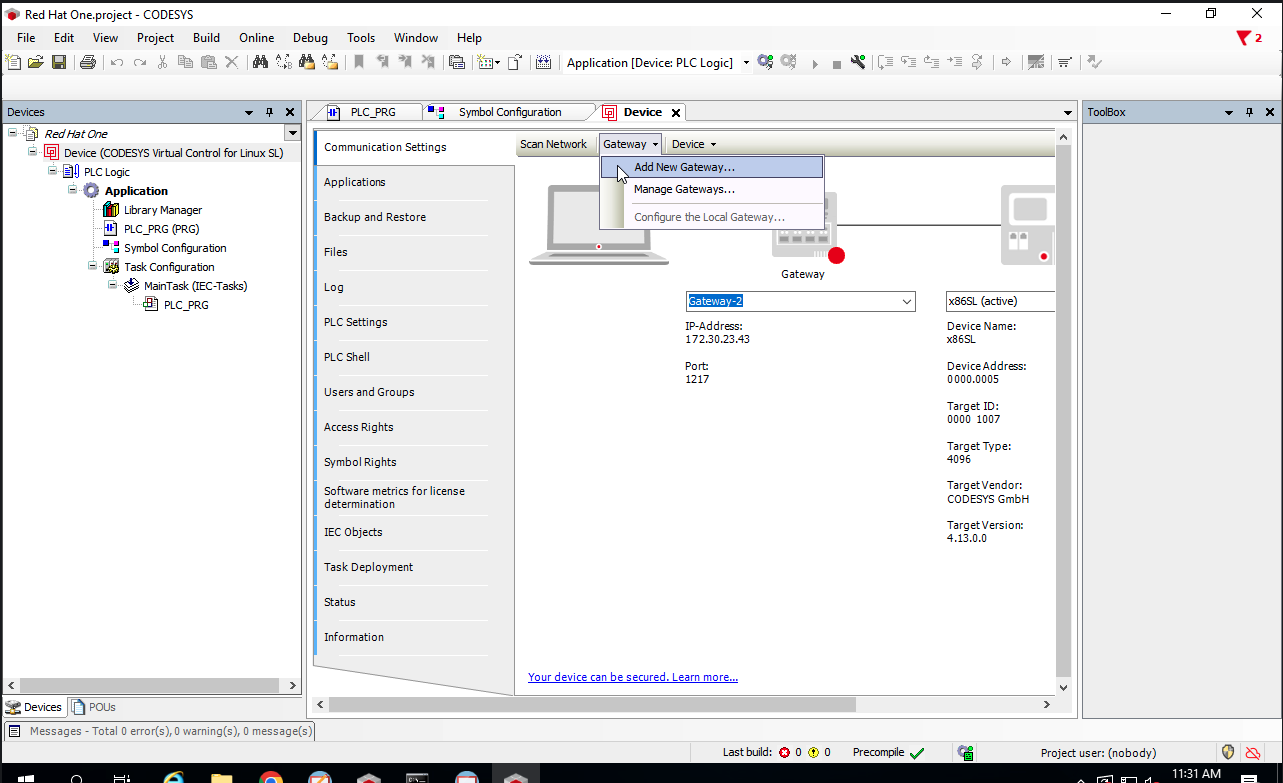 Red Hat One.project - CODESYS
File Edit View Project Build Online Debug Tools Window Help
2
Application [Device: PLC Logic]
Devices
Red Hat One
Device (CODESYS Virtual Control for Linux SL)
PLC Logic
Application
Library Manager
PLC_PRG (PRG)
Symbol Configuration
Task Configuration
MainTask (IEC-Tasks)
PLC_PRG
Devices POUs
PLC_PRG Symbol Configuration Device
Communication Settings
Applications
Backup and Restore
Files
Log
PLC Settings
PLC Shell
Users and Groups
Access Rights
Symbol Rights
Software metrics for license
determination
IEC Objects
Task Deployment
Status
Information
Scan Network Gateway Device
Add New Gateway...
Manage Gateways...
Configure the Local Gateway...
Gateway
Gateway-2
IP-Address:
172.30.23.43
Port:
1217
x86SL (active)
Device Name:
x86SL
Device Address:
0000.0005
Target ID:
0000 1007
Target Type:
4096
Target Vendor:
CODESYS GmbH
Target Version:
4.13.0.0
Your device can be secured. Learn more...
ToolBox
Messages - Total 0 error(s), 0 warning(s), 0 message(s)
Last build: 0 0 Precompile Project user: (nobody)
11:31 AM